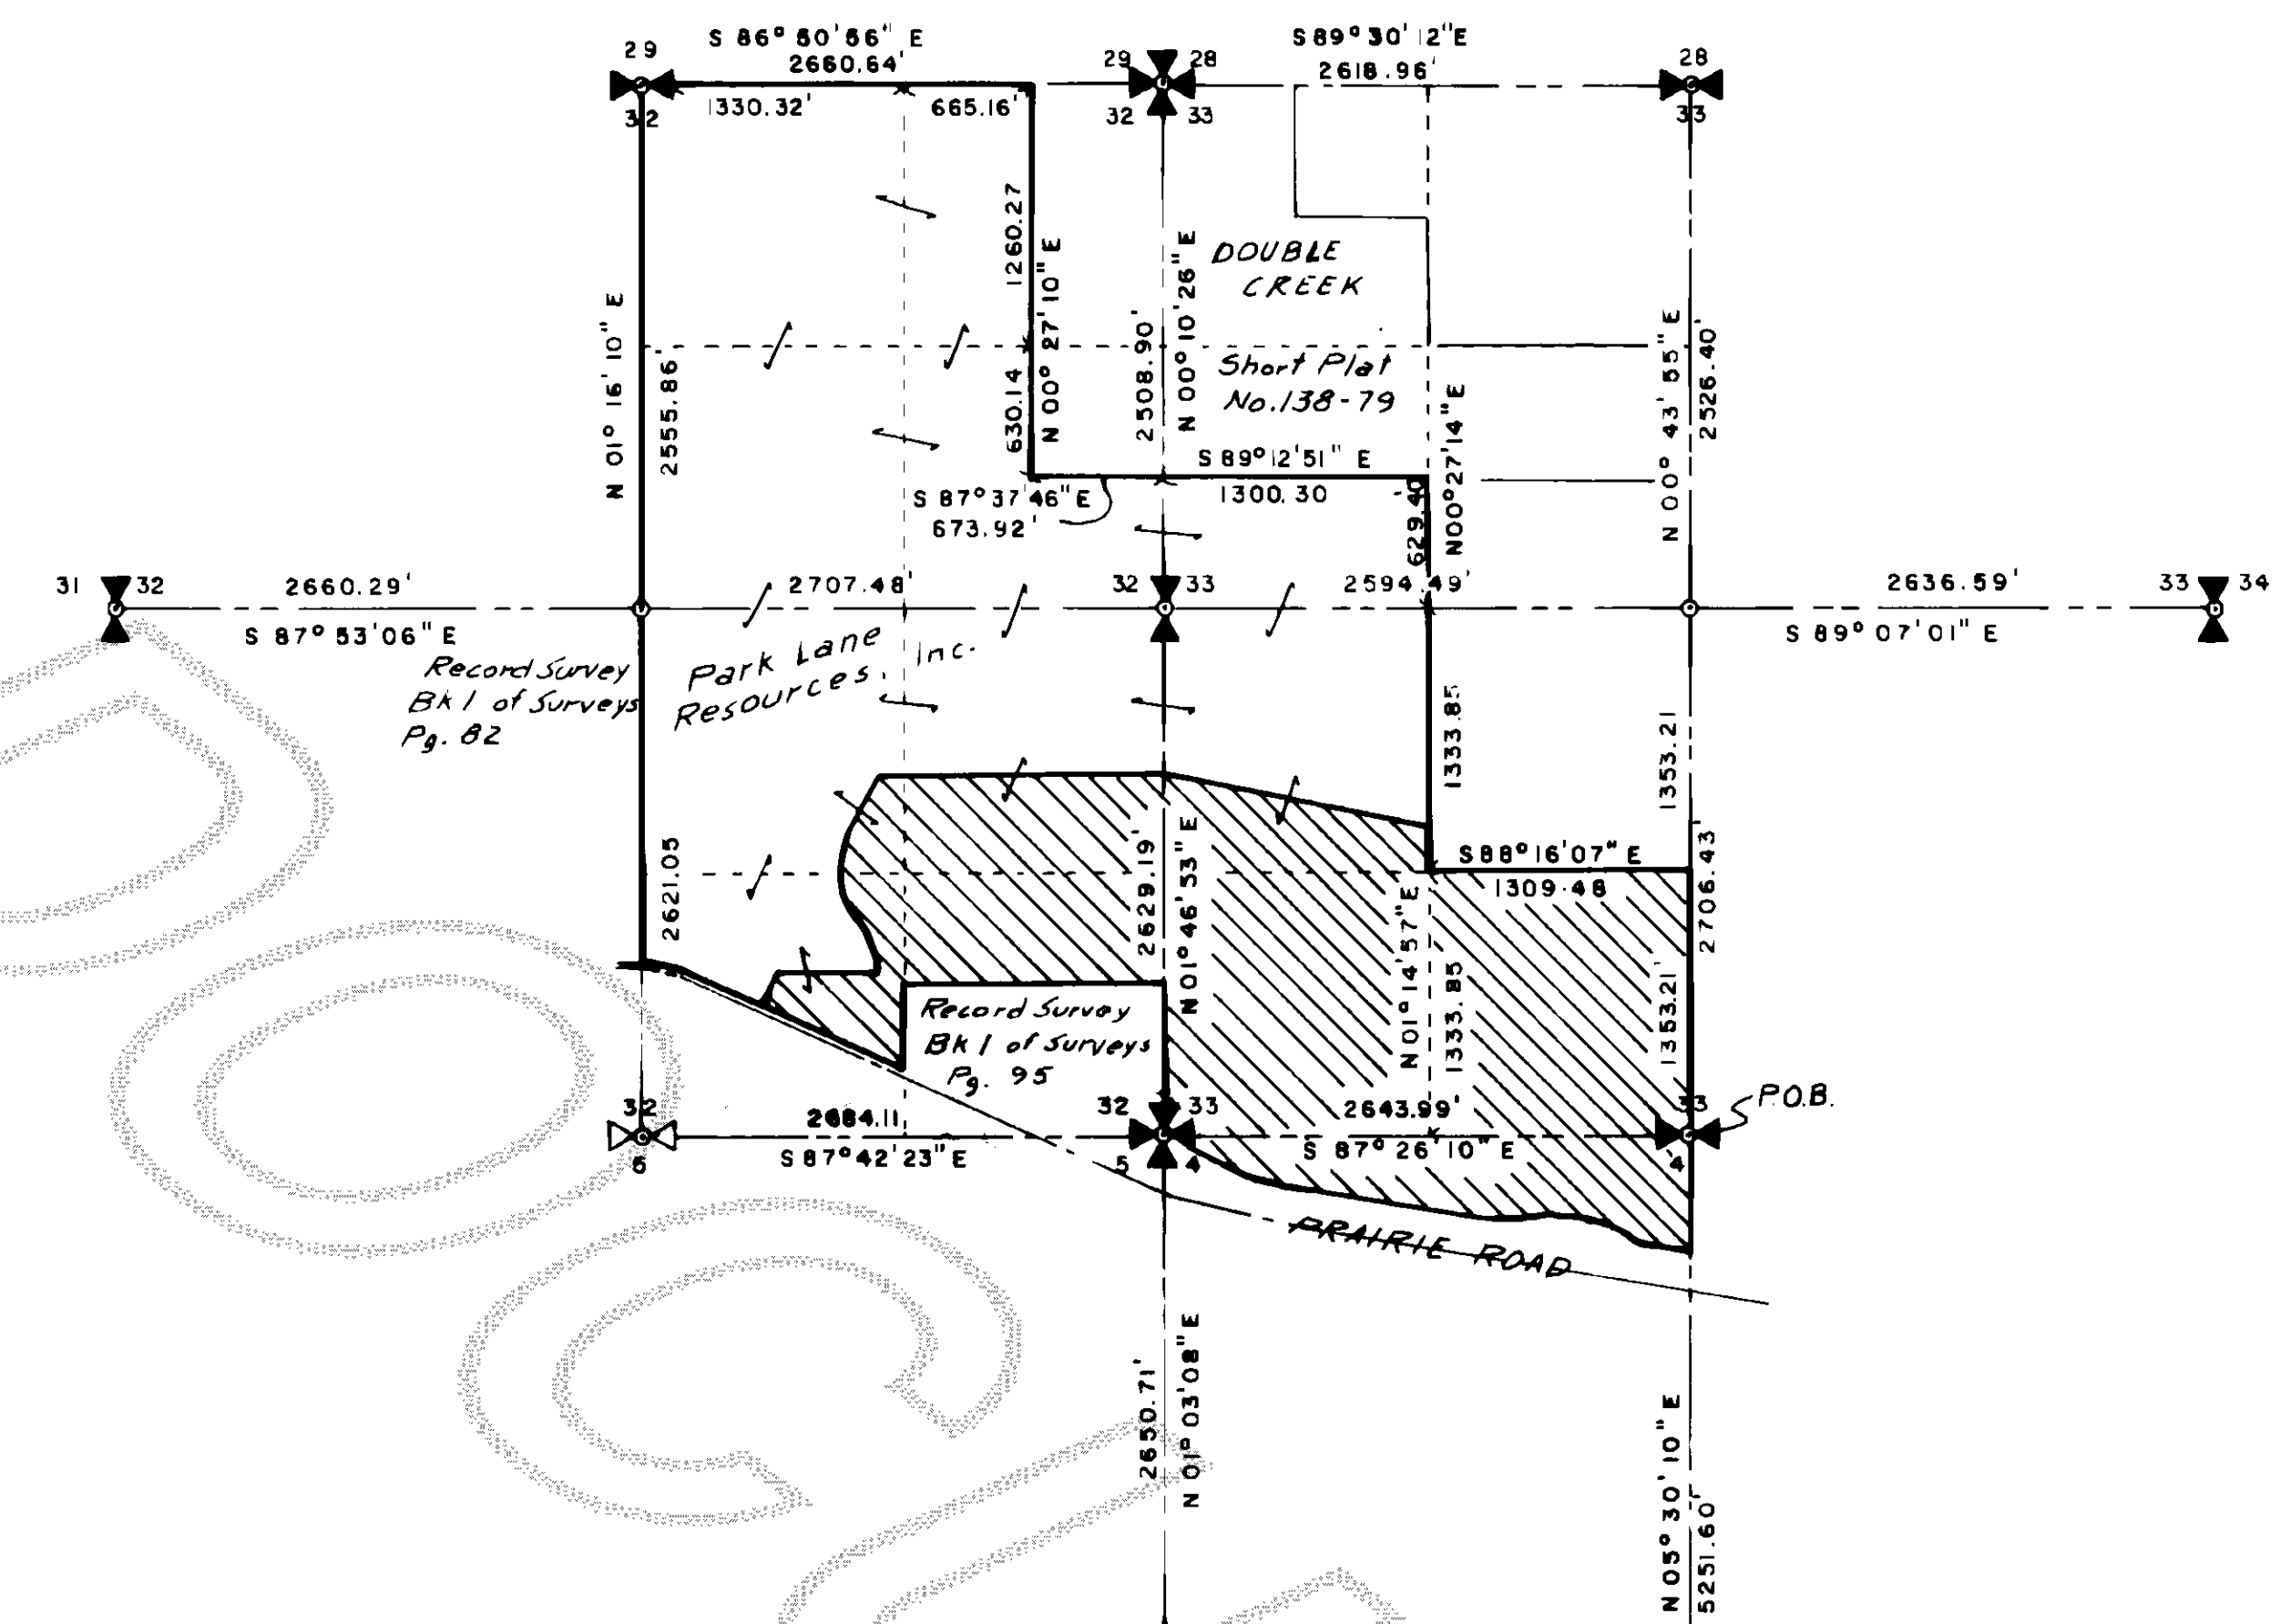 S 86° 50' 56" E
2660.64'
S 89° 30' 12" E
2618.96'
29
29 28
28
1330.32'
665.16'
32
32 33
33
1260.27
N 00° 27' 10" E
630.14
N 01° 16' 10" E
2555.86'
2508.90'
N 00° 10' 26" E
DOUBLE
CREEK
Short Plat
No. 138-79
N 00° 43' 55" E
2526.40'
S 89° 12' 51" E
1300.30
S 87° 37' 46" E
673.92'
629.40
N 00° 27' 14" E
31 32
2660.29'
S 87° 53' 06" E
2707.48'
32 33
2594.49'
2636.59'
33 34
S 89° 07' 01" E
Record Survey
Bk 1 of Surveys
Pg. 82
Park Lane
Resources, Inc.
1333.85
1353.21
2621.05
2629.19'
N 01° 46' 53" E
S 88° 16' 07" E
1309.48
2706.43'
N 01° 14' 57" E
1333.85
1353.21'
Record Survey
Bk 1 of Surveys
Pg. 95
32
5
2684.11
S 87° 42' 23" E
32 33
5 4
2643.99'
S 87° 26' 10" E
33
4
P.O.B.
PRAIRIE ROAD
2650.71'
N 01° 03' 08" E
N 05° 30' 10" E
5251.60'